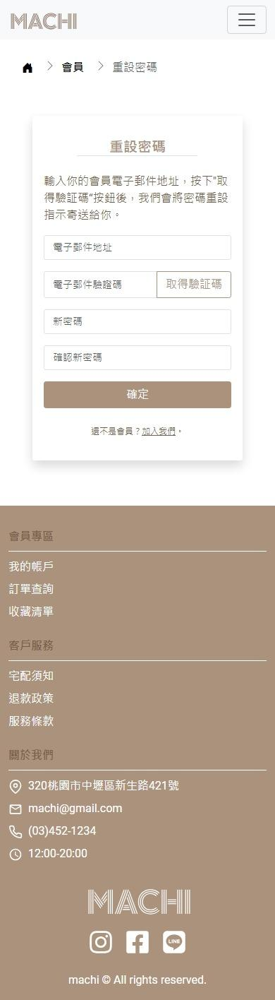 MACHI
會員
重設密碼
重設密碼
輸入你的會員電子郵件地址，按下"取
得驗証碼"按鈕後，我們會將密碼重設
指示寄送給你。
電子郵件地址
電子郵件驗證碼
取得驗証碼
新密碼
確認新密碼
確定
還不是會員？加入我們。
會員專區
我的帳戶
訂單查詢
收藏清單
客戶服務
宅配須知
退款政策
服務條款
關於我們
320桃園市中壢區新生路421號
machi@gmail.com
(03)452-1234
12:00-20:00
MACHI
LINE
machi © All rights reserved.